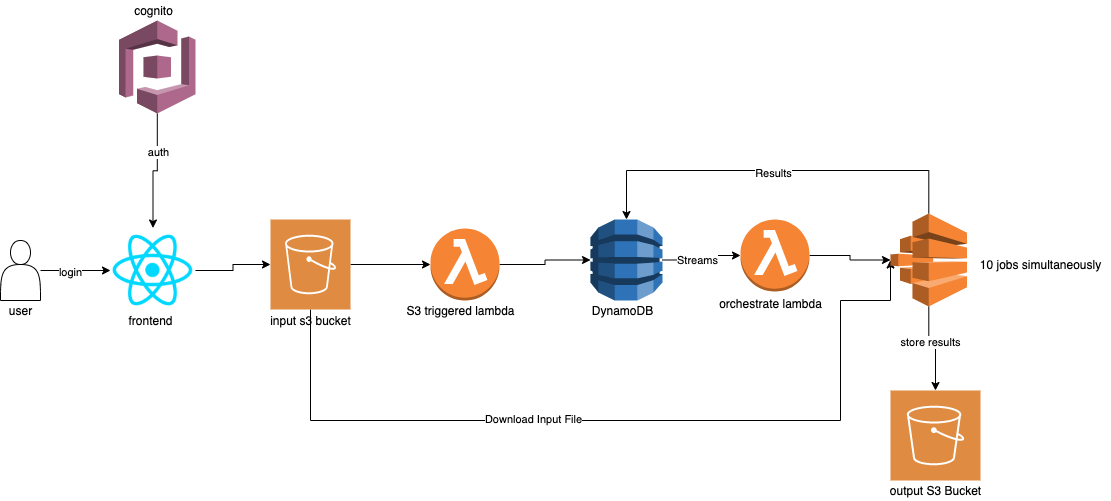 cognito
auth
login
user
frontend
input s3 bucket
S3 triggered lambda
DynamoDB
Streams
orchestrate lambda
Results
10 jobs simultaneously
store results
Download Input File
output S3 Bucket